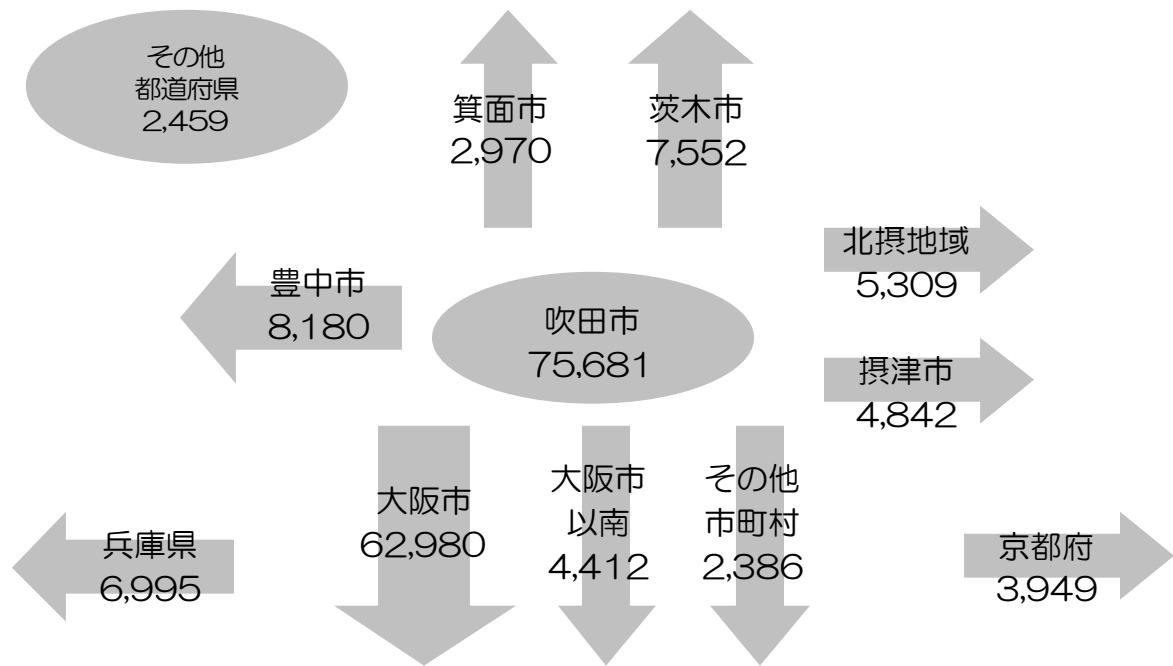 その他
都道府県
2,459
箕面市
2,970
茨木市
7,552
北摂地域
5,309
豊中市
8,180
吹田市
75,681
摂津市
4,842
大阪市
62,980
大阪市
以南
4,412
その他
市町村
2,386
兵庫県
6,995
京都府
3,949